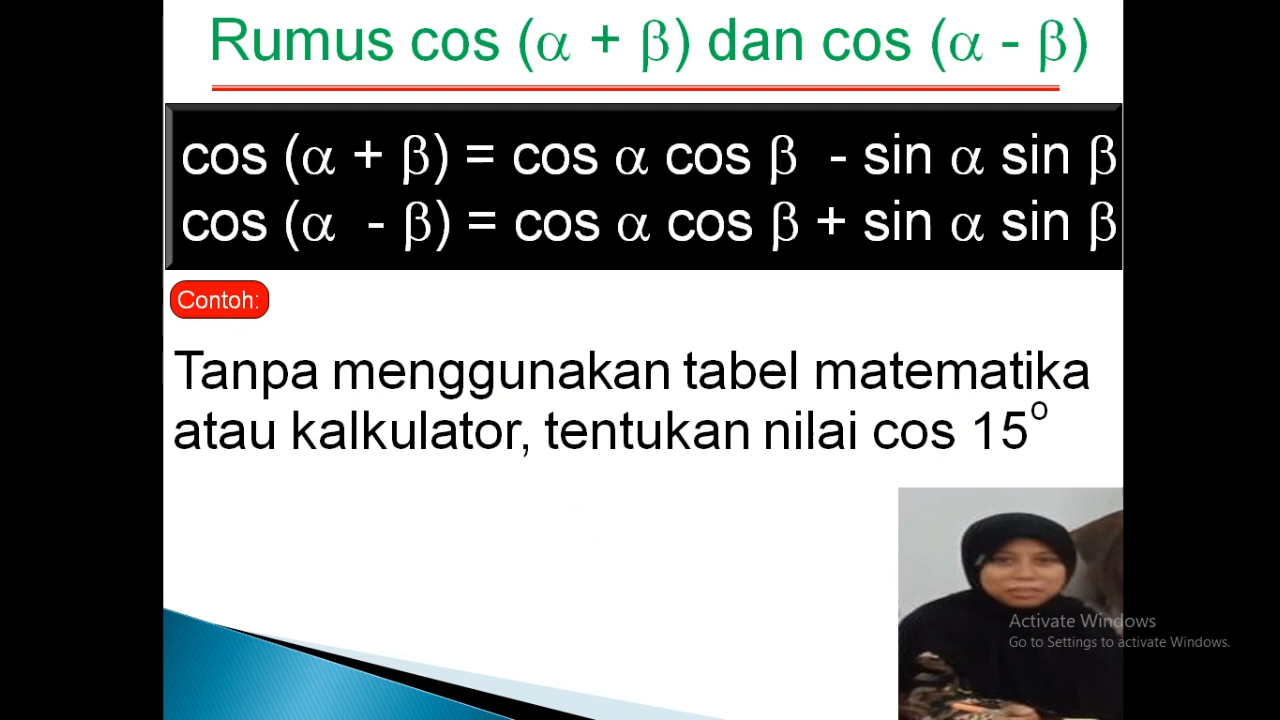 Rumus cos (α + β) dan cos (α - β)
cos (α + β) = cos α cos β - sin α sin β
cos (α - β) = cos α cos β + sin α sin β
Contoh:
Tanpa menggunakan tabel matematika
atau kalkulator, tentukan nilai cos 15°
Activate Windows
Go to Settings to activate Windows.